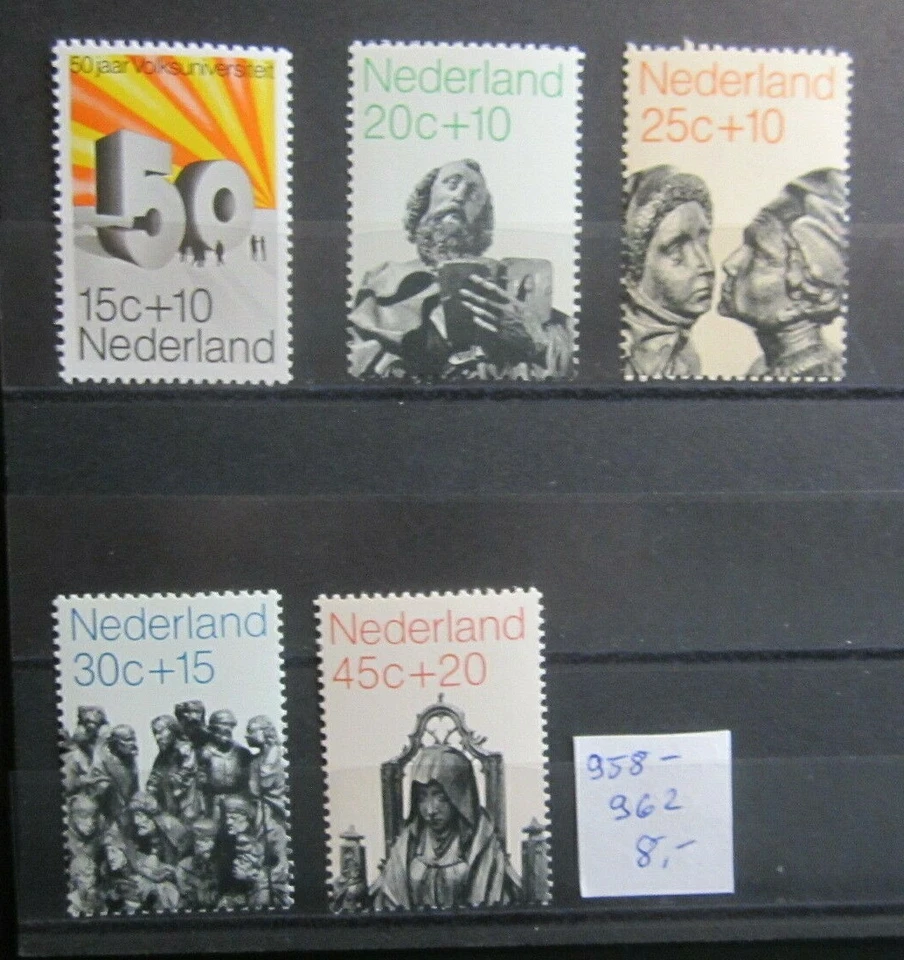 50 jaar Volksuniversiteit
50
15c+10
Nederland
Nederland
20c+10
Nederland
25c+10
Nederland
30c+15
Nederland
45c+20
958-
962
8,-